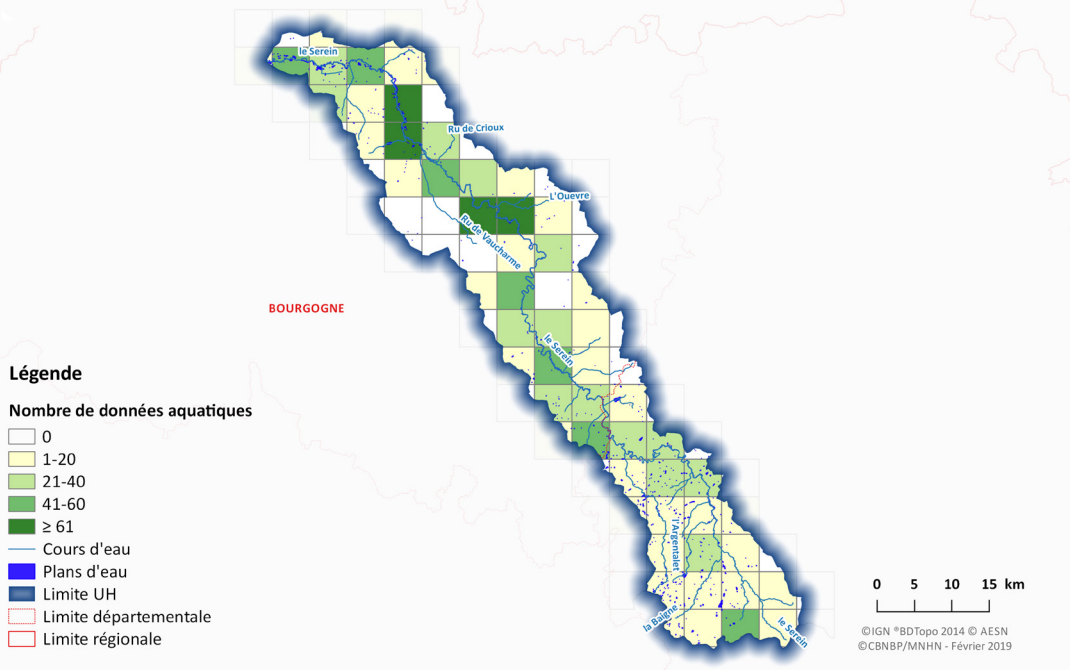 le Serein
Ru de Crioux
L'Ouevre
Ru de Vaucharme
BOURGOGNE
le Serein
Légende
Nombre de données aquatiques
0
1-20
21-40
41-60
≥ 61
Cours d'eau
Plans d'eau
Limite UH
Limite départementale
Limite régionale
l'Argentalet
la Baigne
le Serein
0 5 10 15 km
©IGN ®BDTopo 2014 © AESN
©CBNBP/MNHN - Février 2019